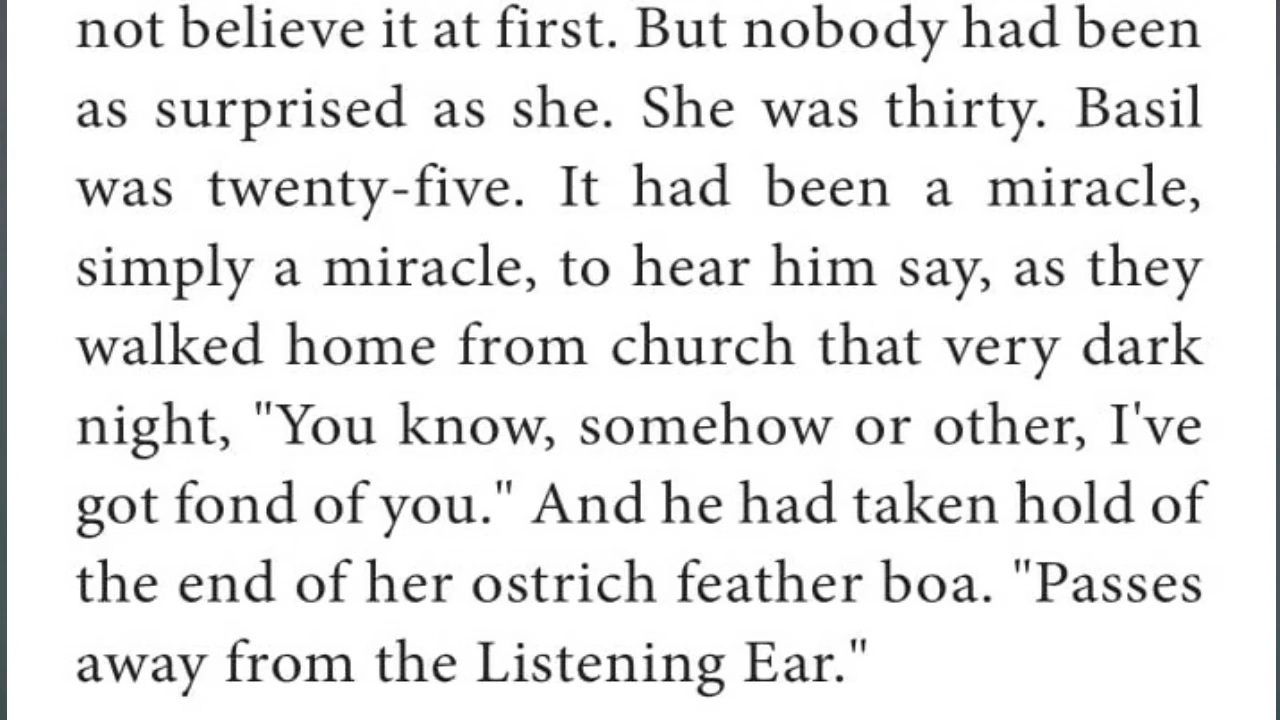 not believe it at first. But nobody had been
as surprised as she. She was thirty. Basil
was twenty-five. It had been a miracle,
simply a miracle, to hear him say, as they
walked home from church that very dark
night, "You know, somehow or other, I've
got fond of you." And he had taken hold of
the end of her ostrich feather boa. "Passes
away from the Listening Ear."